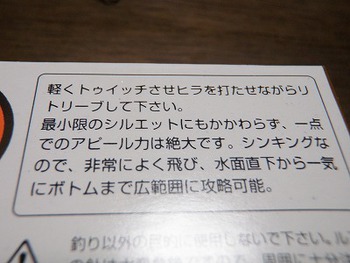 軽くトゥイッチさせヒラを打たせながらリ
トリーブして下さい。
最小限のシルエットにもかかわらず、一点
でのアピール力は絶大です。シンキングな
ので、非常によく飛び、水面直下から一気
にボトムまで広範囲に攻略可能。
釣り以外の目的に使用しないで下さい。ル